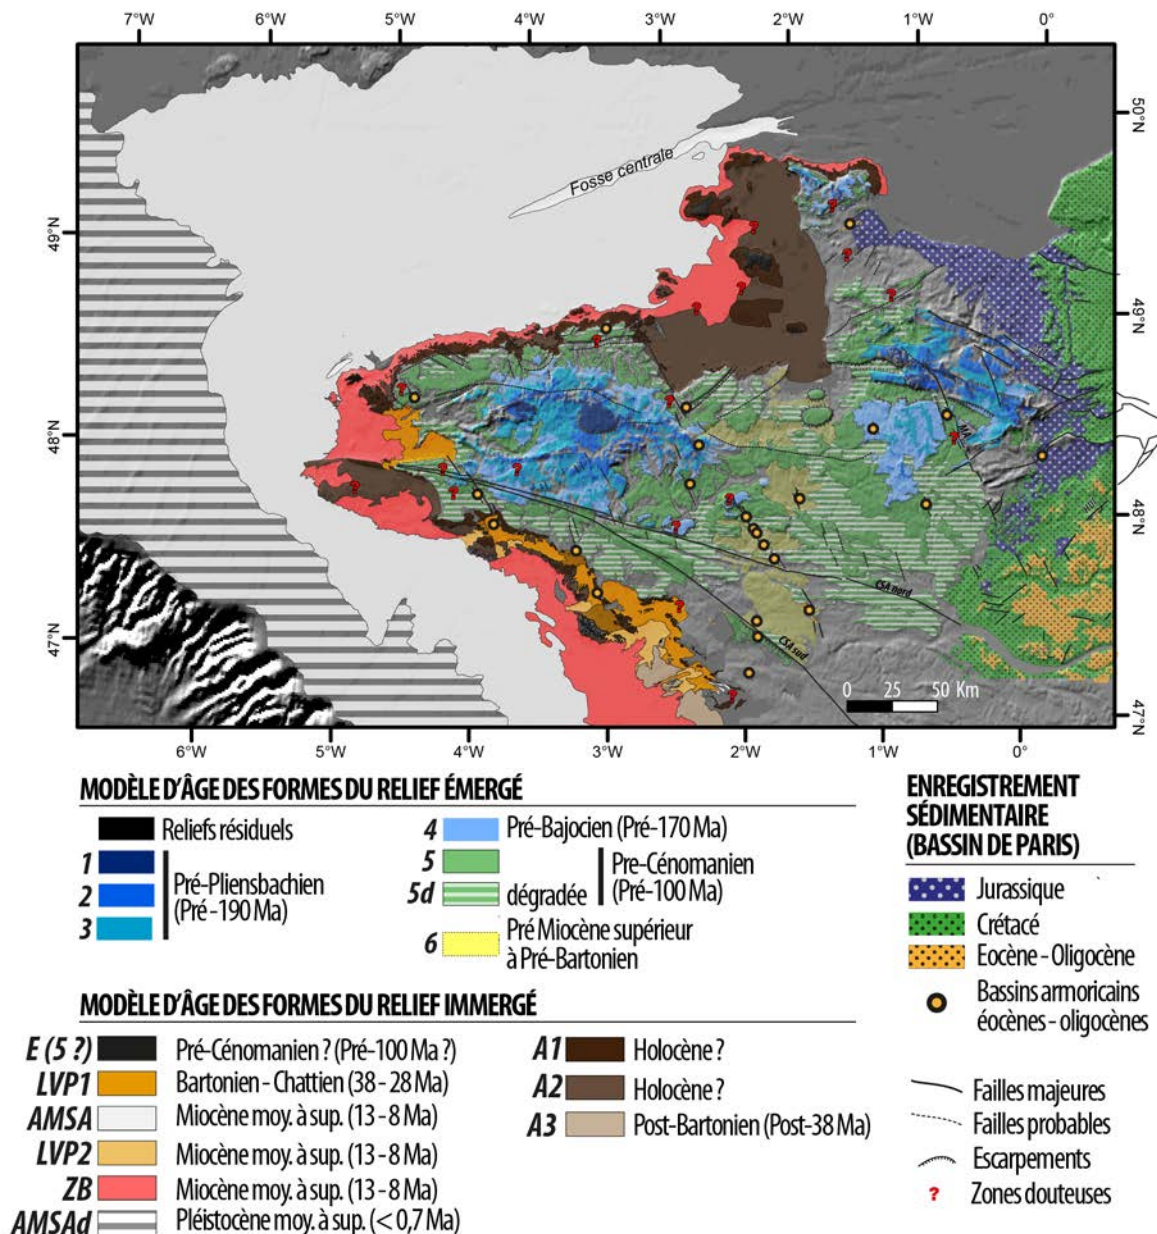 7°W 6°W 5°W 4°W 3°W 2°W 1°W 0°
50°N
49°N
49°N
48°N
48°N
47°N
47°N
Fosse centrale
CSA nord
CSA sud
0 25 50 Km
6°W 5°W 4°W 3°W 2°W 1°W 0°
MODÈLE D'ÂGE DES FORMES DU RELIEF ÉMERGÉ
Reliefs résiduels
1
2
3
Pré-Pliensbachien
(Pré-190 Ma)
4 Pré-Bajocien (Pré-170 Ma)
5
5d dégradée
Pre-Cénomanien
(Pré-100 Ma)
6 Pré Miocène supérieur
à Pré-Bartonien
MODÈLE D'ÂGE DES FORMES DU RELIEF IMMERGÉ
E (5 ?) Pré-Cénomanien ? (Pré-100 Ma ?)
LVP1 Bartonien - Chattien (38 - 28 Ma)
AMSA Miocène moy. à sup. (13 - 8 Ma)
LVP2 Miocène moy. à sup. (13 - 8 Ma)
ZB Miocène moy. à sup. (13 - 8 Ma)
AMSAd Pléistocène moy. à sup. (< 0,7 Ma)
A1 Holocène ?
A2 Holocène ?
A3 Post-Bartonien (Post-38 Ma)
ENREGISTREMENT
SÉDIMENTAIRE
(BASSIN DE PARIS)
Jurassique
Crétacé
Eocène - Oligocène
Bassins armoricains
éocènes - oligocènes
Failles majeures
Failles probables
Escarpements
? Zones douteuses